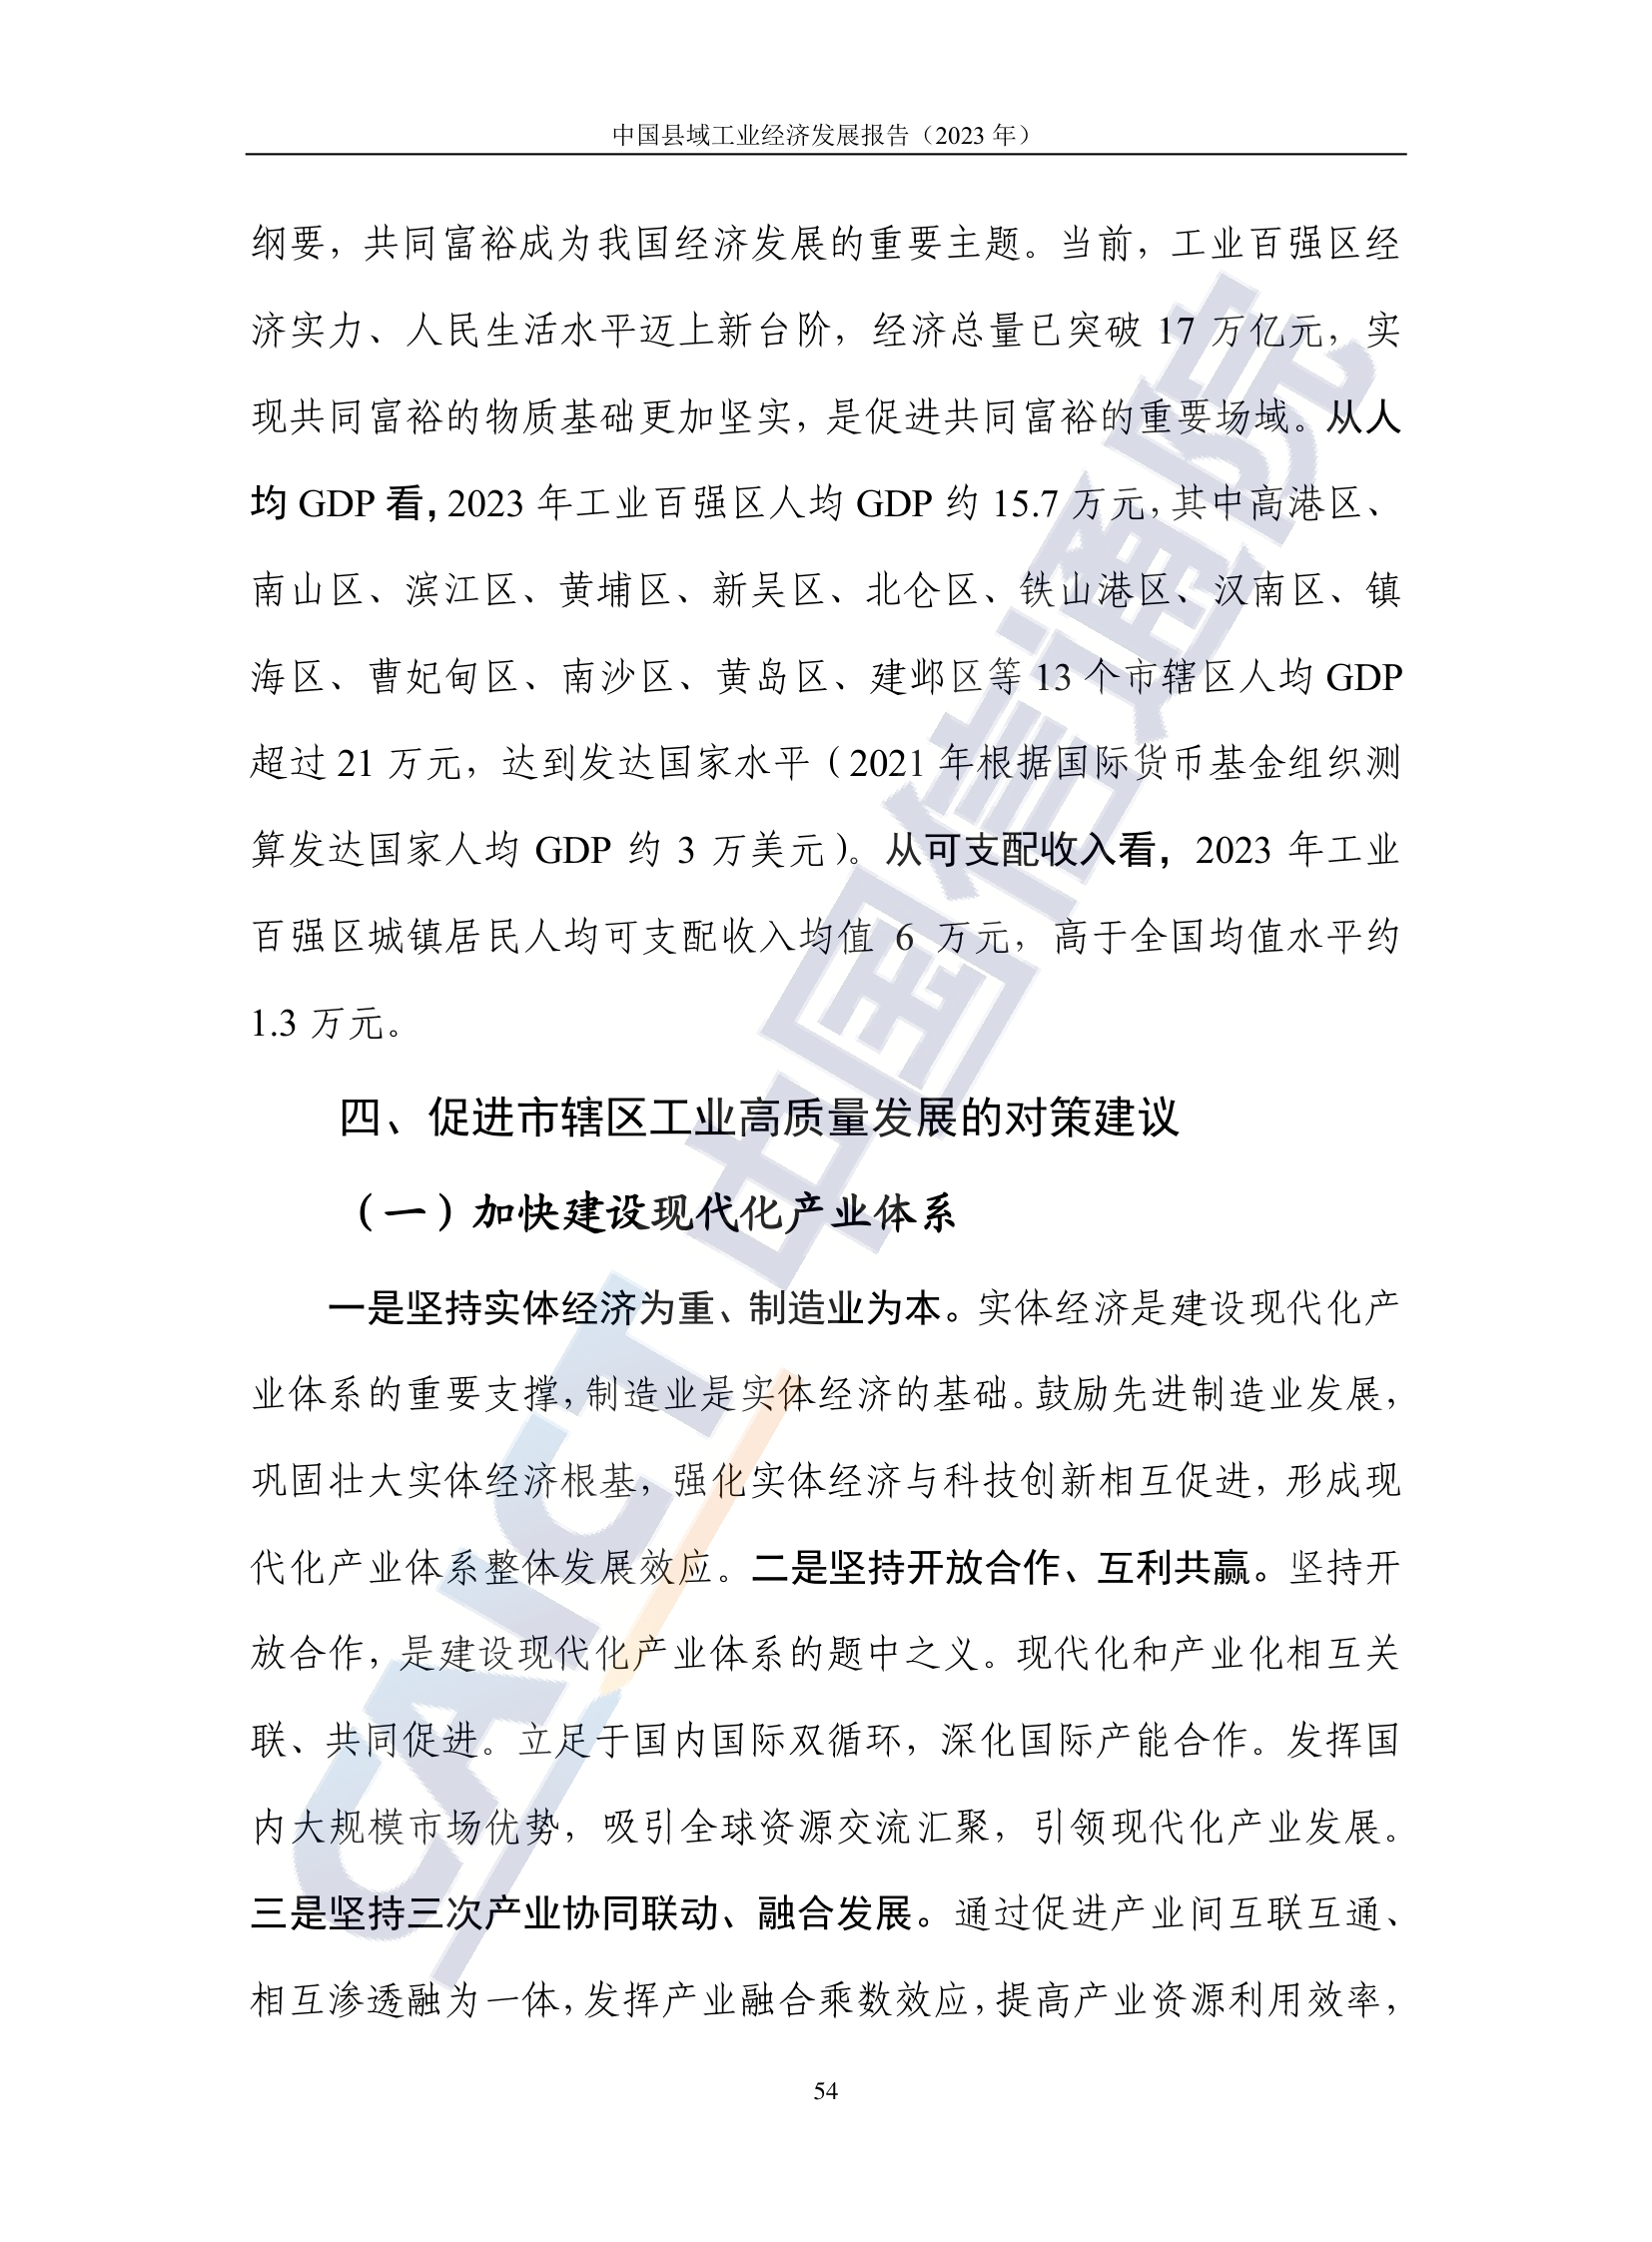 中国县域工业经济发展报告（2023 年）
纲要，共同富裕成为我国经济发展的重要主题。当前，工业百强区经
济实力、人民生活水平迈上新台阶，经济总量已突破 17 万亿元，实
现共同富裕的物质基础更加坚实，是促进共同富裕的重要场域。从人
均 GDP 看，2023 年工业百强区人均 GDP 约 15.7 万元，其中高港区、
南山区、滨江区、黄埔区、新吴区、北仑区、铁山港区、汉南区、镇
海区、曹妃甸区、南沙区、黄岛区、建邺区等 13 个市辖区人均 GDP
超过 21 万元，达到发达国家水平（2021 年根据国际货币基金组织测
算发达国家人均 GDP 约 3 万美元）。从可支配收入看，2023 年工业
百强区城镇居民人均可支配收入均值 6 万元，高于全国均值水平约
1.3 万元。
四、促进市辖区工业高质量发展的对策建议
（一）加快建设现代化产业体系
一是坚持实体经济为重、制造业为本。实体经济是建设现代化产
业体系的重要支撑，制造业是实体经济的基础。鼓励先进制造业发展，
巩固壮大实体经济根基，强化实体经济与科技创新相互促进，形成现
代化产业体系整体发展效应。二是坚持开放合作、互利共赢。坚持开
放合作，是建设现代化产业体系的题中之义。现代化和产业化相互关
联、共同促进。立足于国内国际双循环，深化国际产能合作。发挥国
内大规模市场优势，吸引全球资源交流汇聚，引领现代化产业发展。
三是坚持三次产业协同联动、融合发展。通过促进产业间互联互通、
相互渗透融为一体，发挥产业融合乘数效应，提高产业资源利用效率，
54
CAICT 中国信通院